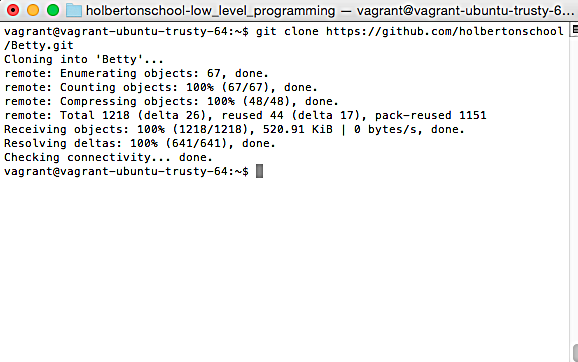 holbertonschool-low_level_programming — vagrant@vagrant-ubuntu-trusty-6...
vagrant@vagrant-ubuntu-trusty-64:~$ git clone https://github.com/holbertonschool
/Betty.git
Cloning into 'Betty'...
remote: Enumerating objects: 67, done.
remote: Counting objects: 100% (67/67), done.
remote: Compressing objects: 100% (48/48), done.
remote: Total 1218 (delta 26), reused 44 (delta 17), pack-reused 1151
Receiving objects: 100% (1218/1218), 520.91 KiB | 0 bytes/s, done.
Resolving deltas: 100% (641/641), done.
Checking connectivity... done.
vagrant@vagrant-ubuntu-trusty-64:~$